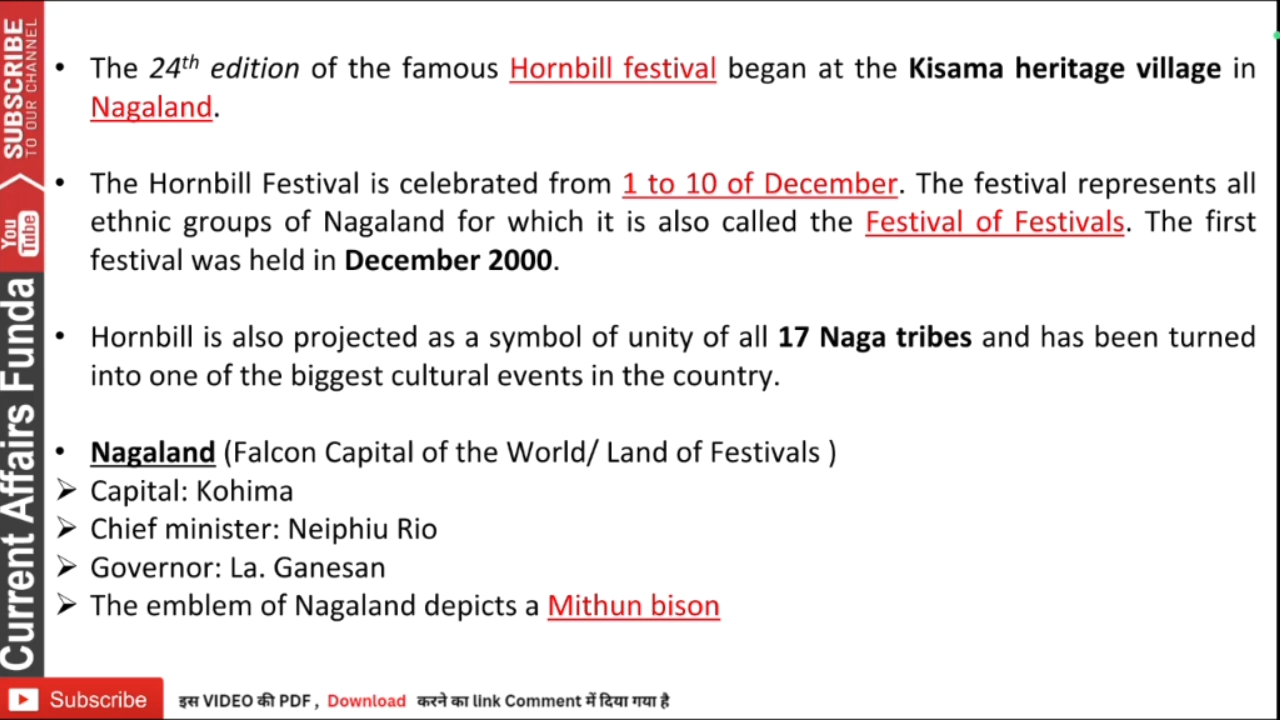 SUBSCRIBE
TO OUR CHANNEL
You Tube
Current Affairs Funda
• The 24th edition of the famous Hornbill festival began at the Kisama heritage village in
Nagaland.
• The Hornbill Festival is celebrated from 1 to 10 of December. The festival represents all
ethnic groups of Nagaland for which it is also called the Festival of Festivals. The first
festival was held in December 2000.
• Hornbill is also projected as a symbol of unity of all 17 Naga tribes and has been turned
into one of the biggest cultural events in the country.
• Nagaland (Falcon Capital of the World/ Land of Festivals )
➢ Capital: Kohima
➢ Chief minister: Neiphiu Rio
➢ Governor: La. Ganesan
➢ The emblem of Nagaland depicts a Mithun bison
Subscribe इस VIDEO की PDF , Download करने का link Comment में दिया गया है